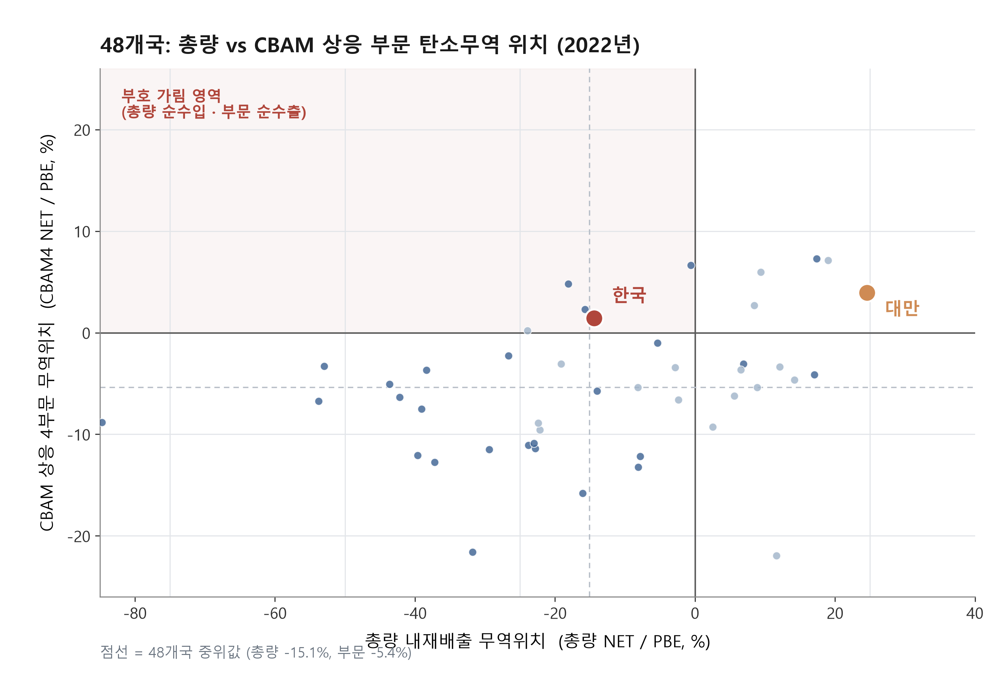 48개국: 총량 vs CBAM 상응 부문 탄소무역 위치 (2022년)
부호 가림 영역
(총량 순수입 · 부문 순수출)
CBAM 상응 4부문 무역위치 (CBAM4 NET / PBE, %)
20
10
0
-10
-20
한국
대만
-80
-60
-40
-20
0
20
40
총량 내재배출 무역위치 (총량 NET / PBE, %)
점선 = 48개국 중위값 (총량 -15.1%, 부문 -5.4%)